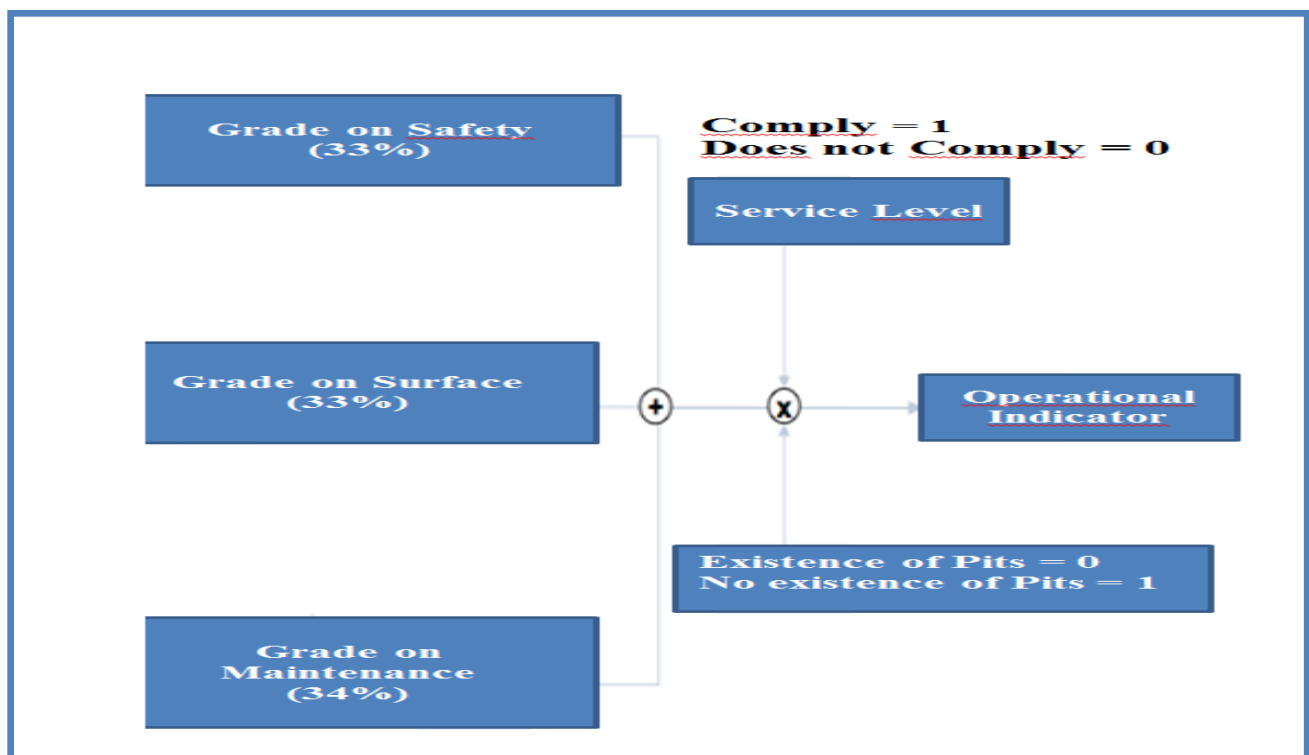 Grade on Safety
(33%)
Comply = 1
Does not Comply = 0
Service Level
Grade on Surface
(33%)
+
x
Operational
Indicator
Existence of Pits = 0
No existence of Pits = 1
Grade on
Maintenance
(34%)